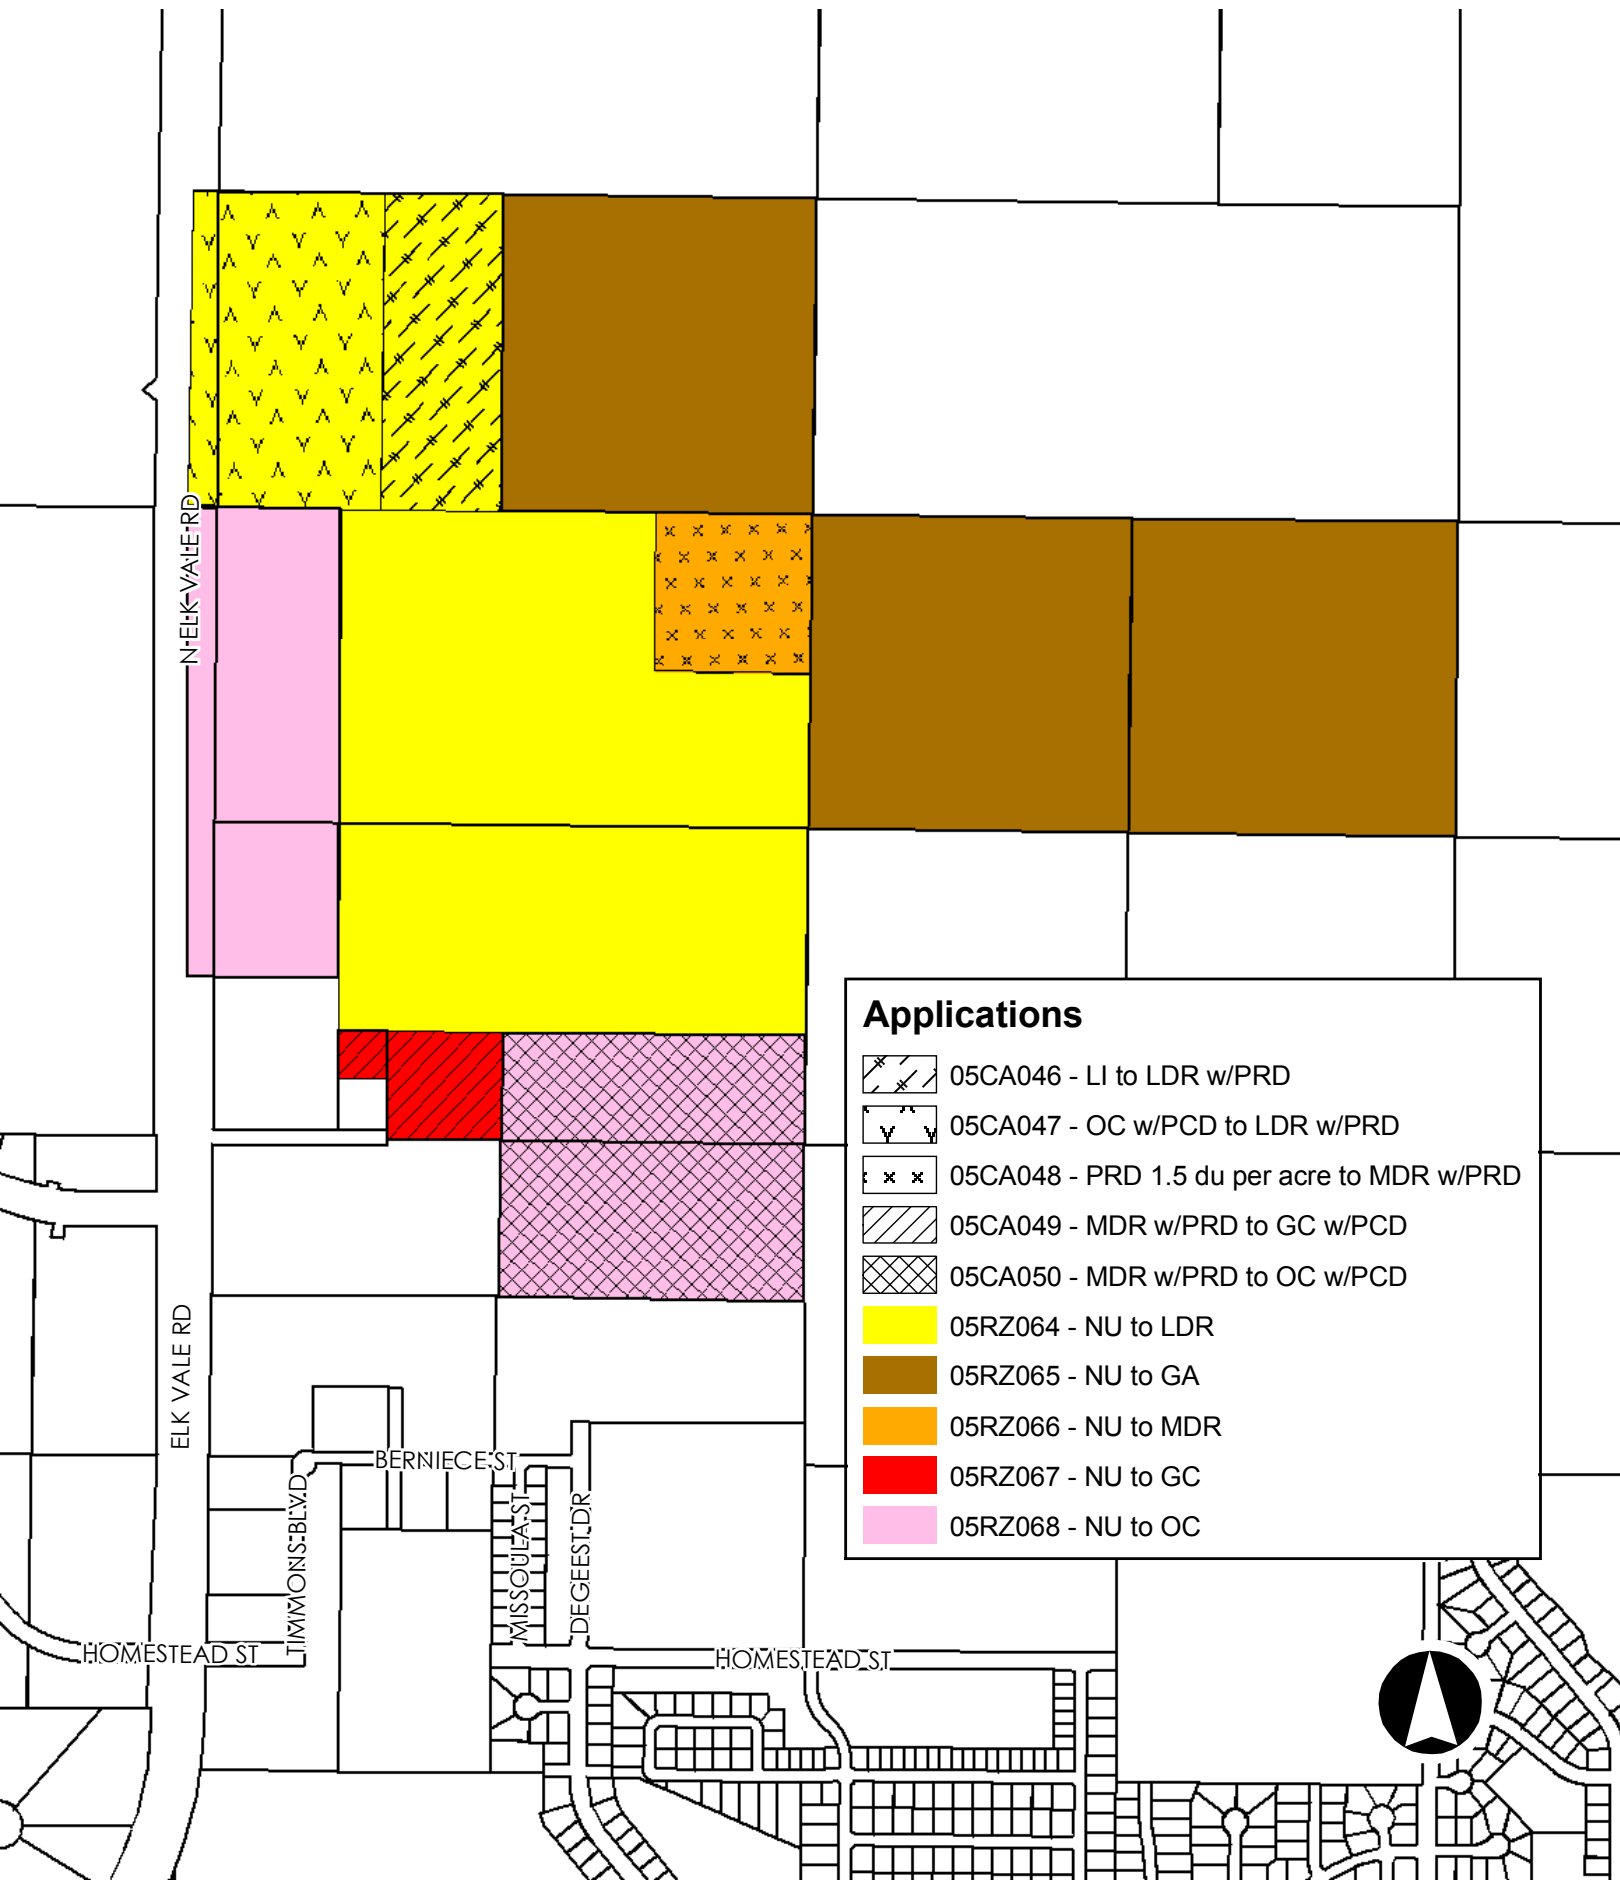 N ELK VALE RD
Applications
05CA046 - LI to LDR w/PRD
05CA047 - OC w/PCD to LDR w/PRD
05CA048 - PRD 1.5 du per acre to MDR w/PRD
05CA049 - MDR w/PRD to GC w/PCD
05CA050 - MDR w/PRD to OC w/PCD
05RZ064 - NU to LDR
05RZ065 - NU to GA
05RZ066 - NU to MDR
05RZ067 - NU to GC
05RZ068 - NU to OC
ELK VALE RD
BERNIECE ST
TIMMONS BLVD
MISSOULA ST
DEGEEST DR
HOMESTEAD ST
HOMESTEAD ST